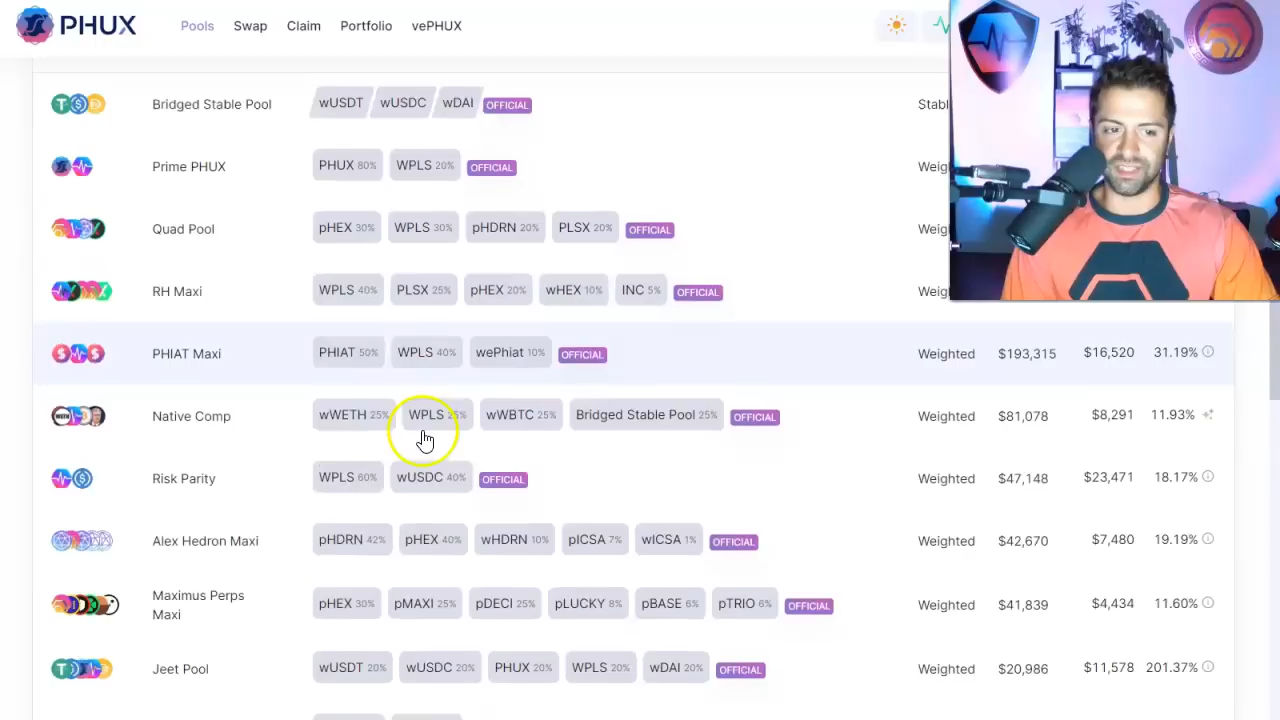 PHUX Pools Swap Claim Portfolio vePHUX
Bridged Stable Pool wUSDT wUSDC wDAI OFFICIAL Stabl
Prime PHUX PHUX 80% WPLS 20% OFFICIAL Weig
Quad Pool pHEX 30% WPLS 30% pHDRN 20% PLSX 20% OFFICIAL Weig
RH Maxi WPLS 40% PLSX 25% pHEX 20% wHEX 10% INC 5% OFFICIAL Weig
PHIAT Maxi PHIAT 50% WPLS 40% wePhiat 10% OFFICIAL Weighted $193,315 $16,520 31.19%
Native Comp wWETH 25% WPLS 25% wWBTC 25% Bridged Stable Pool 25% OFFICIAL Weighted $81,078 $8,291 11.93%
Risk Parity WPLS 60% wUSDC 40% OFFICIAL Weighted $47,148 $23,471 18.17%
Alex Hedron Maxi pHDRN 42% pHEX 40% wHDRN 10% pICSA 7% wICSA 1% OFFICIAL Weighted $42,670 $7,480 19.19%
Maximus Perps
Maxi pHEX 30% pMAXI 25% pDECI 25% pLUCKY 8% pBASE 6% pTRIO 6% OFFICIAL Weighted $41,839 $4,434 11.60%
Jeet Pool wUSDT 20% wUSDC 20% PHUX 20% WPLS 20% wDAI 20% OFFICIAL Weighted $20,986 $11,578 201.37%